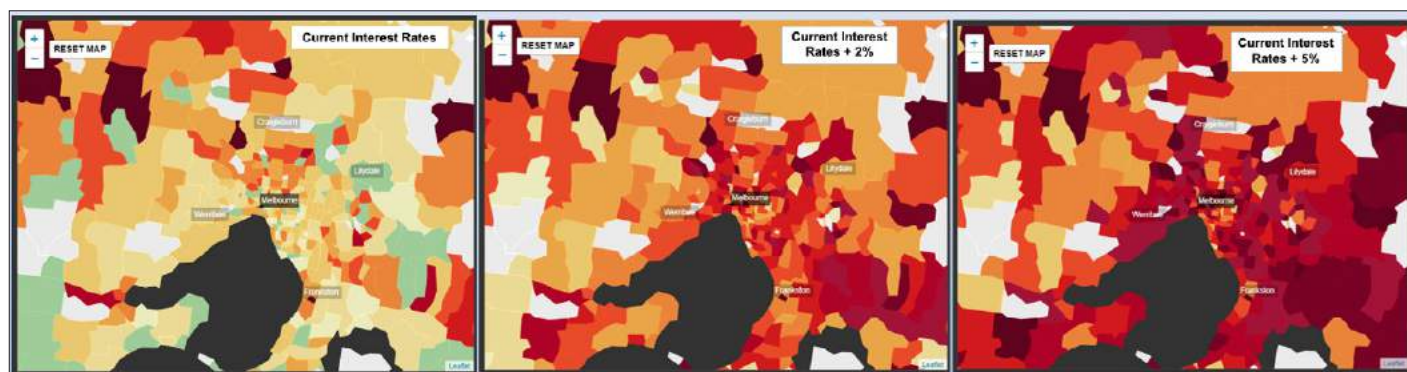 +
−
RESET MAP
Current Interest Rates
Craigieburn
Lilydale
Melbourne
Werribee
Frankston
Leaflet
+
−
RESET MAP
Current Interest
Rates + 2%
Craigieburn
Lilydale
Melbourne
Werribee
Frankston
Leaflet
+
−
RESET MAP
Current Interest
Rates + 5%
Craigieburn
Lilydale
Melbourne
Werribee
Frankston
Leaflet